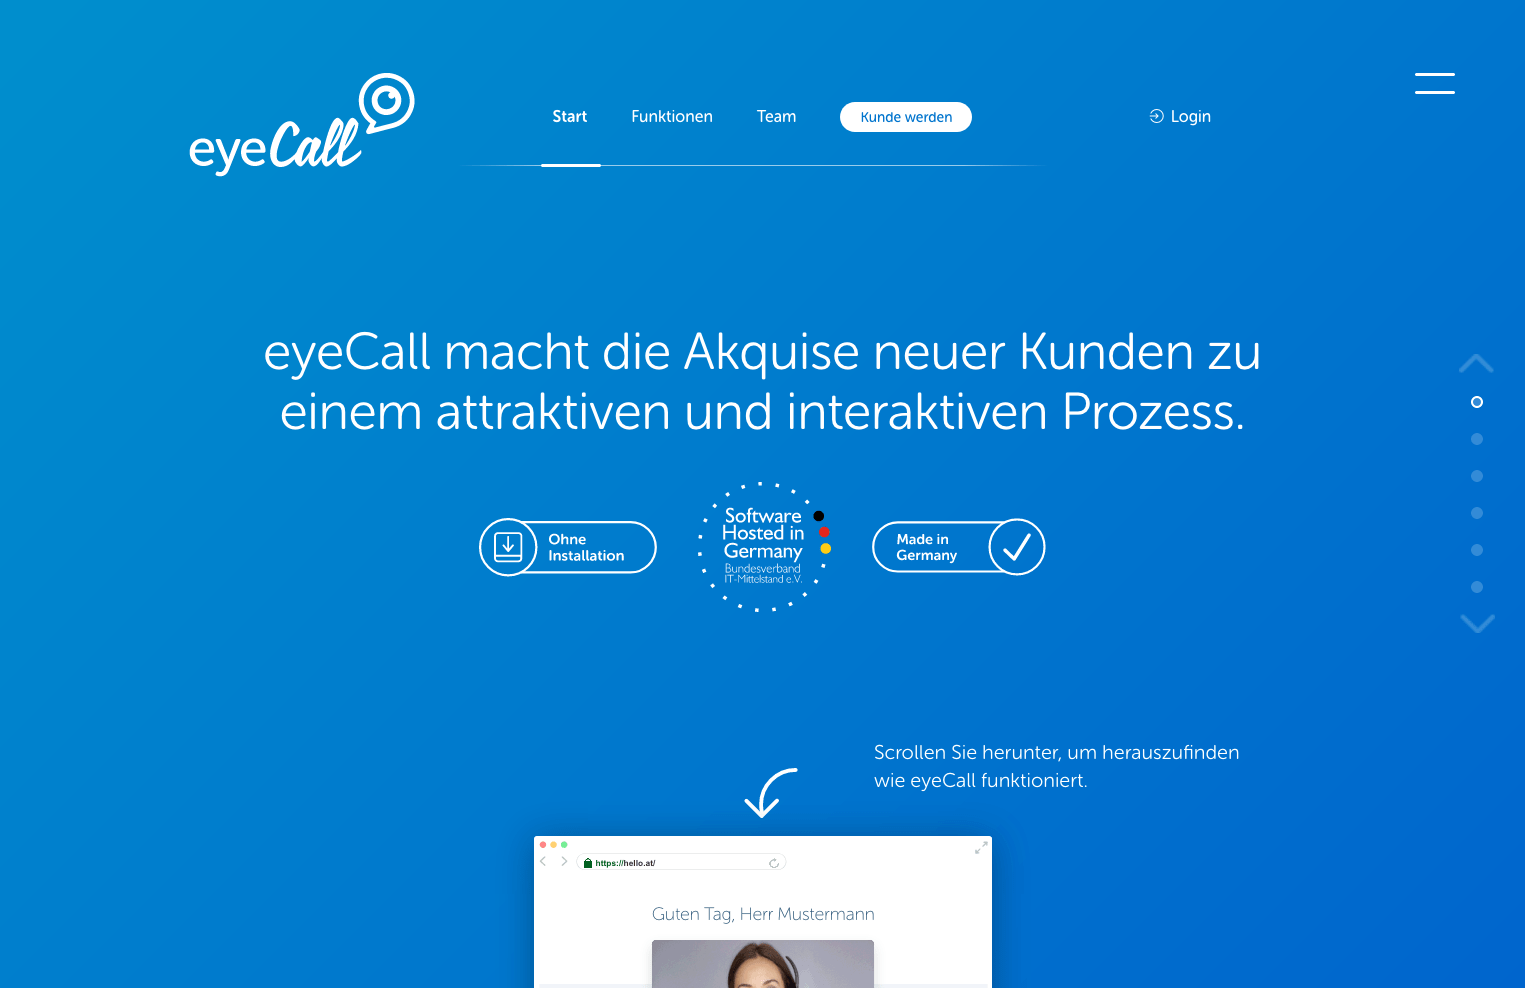 eyeCall
Start
Funktionen
Team
Kunde werden
Login
eyeCall macht die Akquise neuer Kunden zu
einem attraktiven und interaktiven Prozess.
Ohne
Installation
Software
Hosted in
Germany
Bundesverband
IT-Mittelstand e.V.
Made in
Germany
Scrollen Sie herunter, um herauszufinden
wie eyeCall funktioniert.
https://hello.at/
Guten Tag, Herr Mustermann